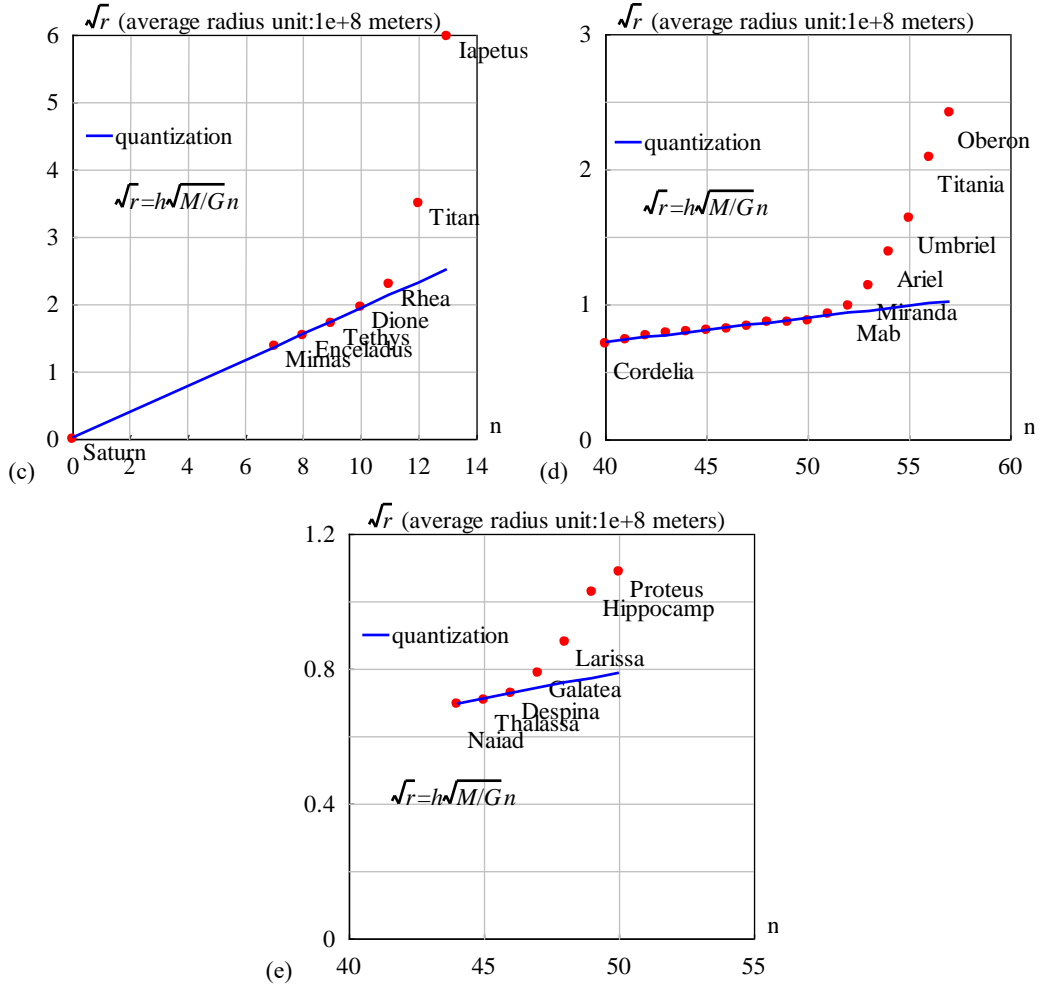 √r (average radius unit:1e+8 meters)
6
5
4
3
2
1
0
Iapetus
quantization
√r=h√M/Gn
Titan
Rhea
Dione
Tethys
Enceladus
Mimas
Saturn
n
0 2 4 6 8 10 12 14
(c)
√r (average radius unit:1e+8 meters)
3
2
1
0
quantization
√r=h√M/Gn
Oberon
Titania
Umbriel
Ariel
Miranda
Mab
Cordelia
n
40 45 50 55 60
(d)
√r (average radius unit:1e+8 meters)
1.2
0.8
0.4
0
Proteus
Hippocamp
quantization
Larissa
Galatea
Despina
Thalassa
Naiad
√r=h√M/Gn
n
40 45 50 55
(e)